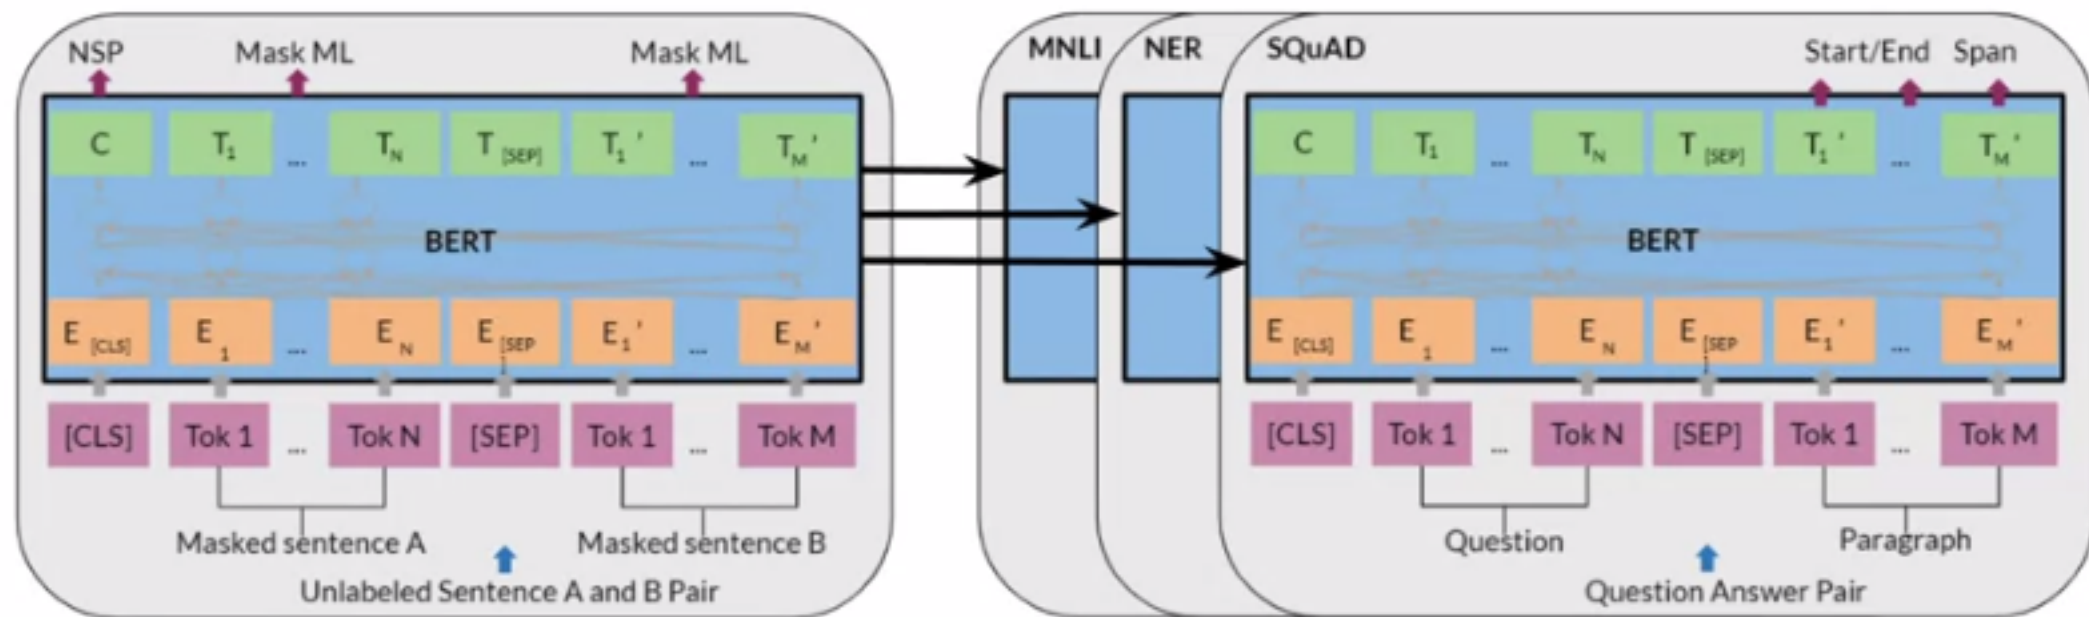 NSP Mask ML Mask ML
C T1 ... TN T[SEP] T1' ... TM'
BERT
E[CLS] E1 ... EN E[SEP E1' ... EM'
[CLS] Tok 1 ... Tok N [SEP] Tok 1 ... Tok M
Masked sentence A Masked sentence B
Unlabeled Sentence A and B Pair
MNLI NER SQuAD Start/End Span
C T1 ... TN T[SEP] T1' ... TM'
BERT
E[CLS] E1 ... EN E[SEP E1' ... EM'
[CLS] Tok 1 ... Tok N [SEP] Tok 1 ... Tok M
Question Paragraph
Question Answer Pair